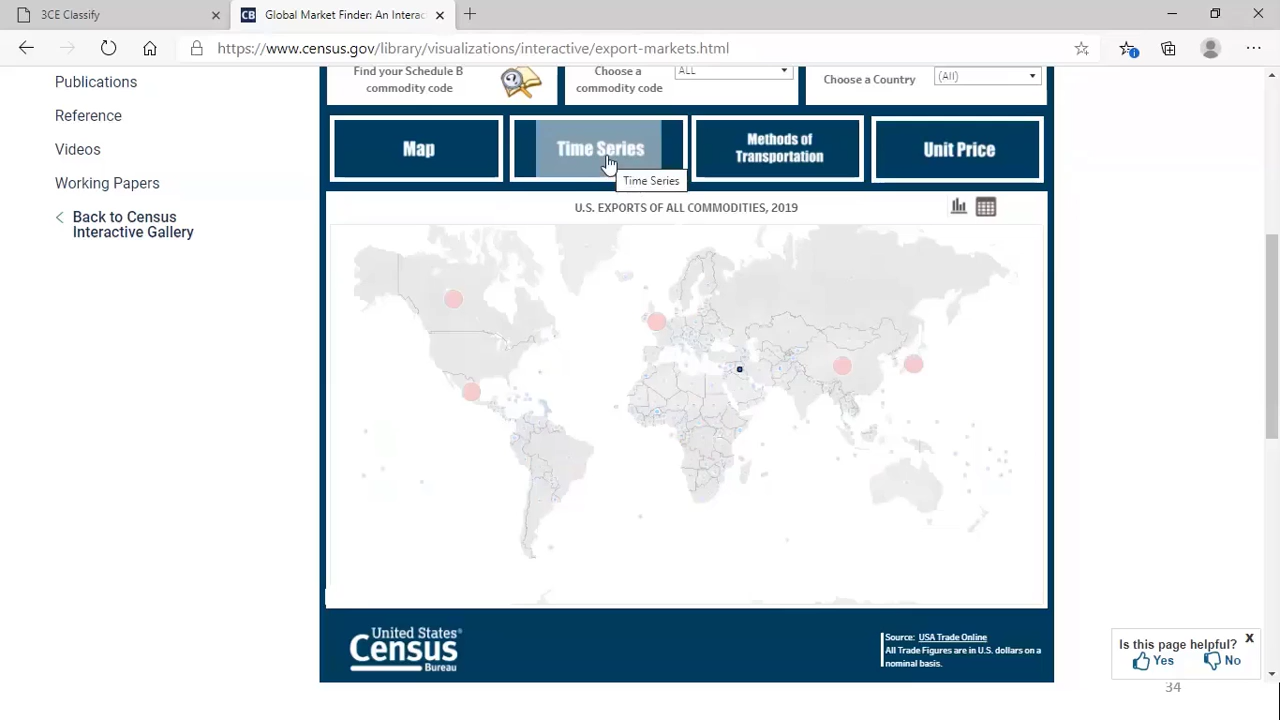 3CE Classify
Global Market Finder: An Interac
https://www.census.gov/library/visualizations/interactive/export-markets.html
Publications
Reference
Videos
Working Papers
Back to Census
Interactive Gallery
Find your Schedule B
commodity code
Choose a
commodity code
ALL
Choose a Country
(All)
Map
Time Series
Methods of
Transportation
Unit Price
Time Series
U.S. EXPORTS OF ALL COMMODITIES, 2019
United States®
Census
Bureau
Source: USA Trade Online
All Trade Figures are in U.S. dollars on a
nominal basis.
Is this page helpful? X
Yes
No
34